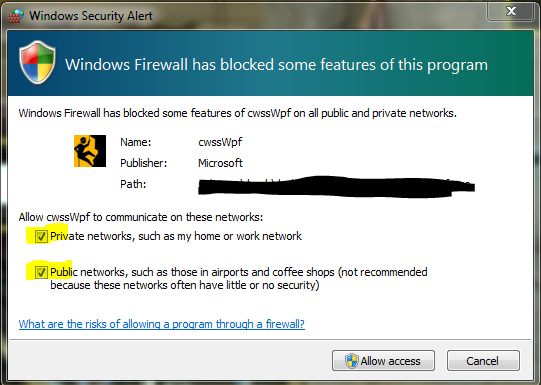 Windows Security Alert
Windows Firewall has blocked some features of this program
Windows Firewall has blocked some features of cwssWpf on all public and private networks.
Name: cwssWpf
Publisher: Microsoft
Path:
Allow cwssWpf to communicate on these networks:
Private networks, such as my home or work network
Public networks, such as those in airports and coffee shops (not recommended
because these networks often have little or no security)
What are the risks of allowing a program through a firewall?
Allow access Cancel